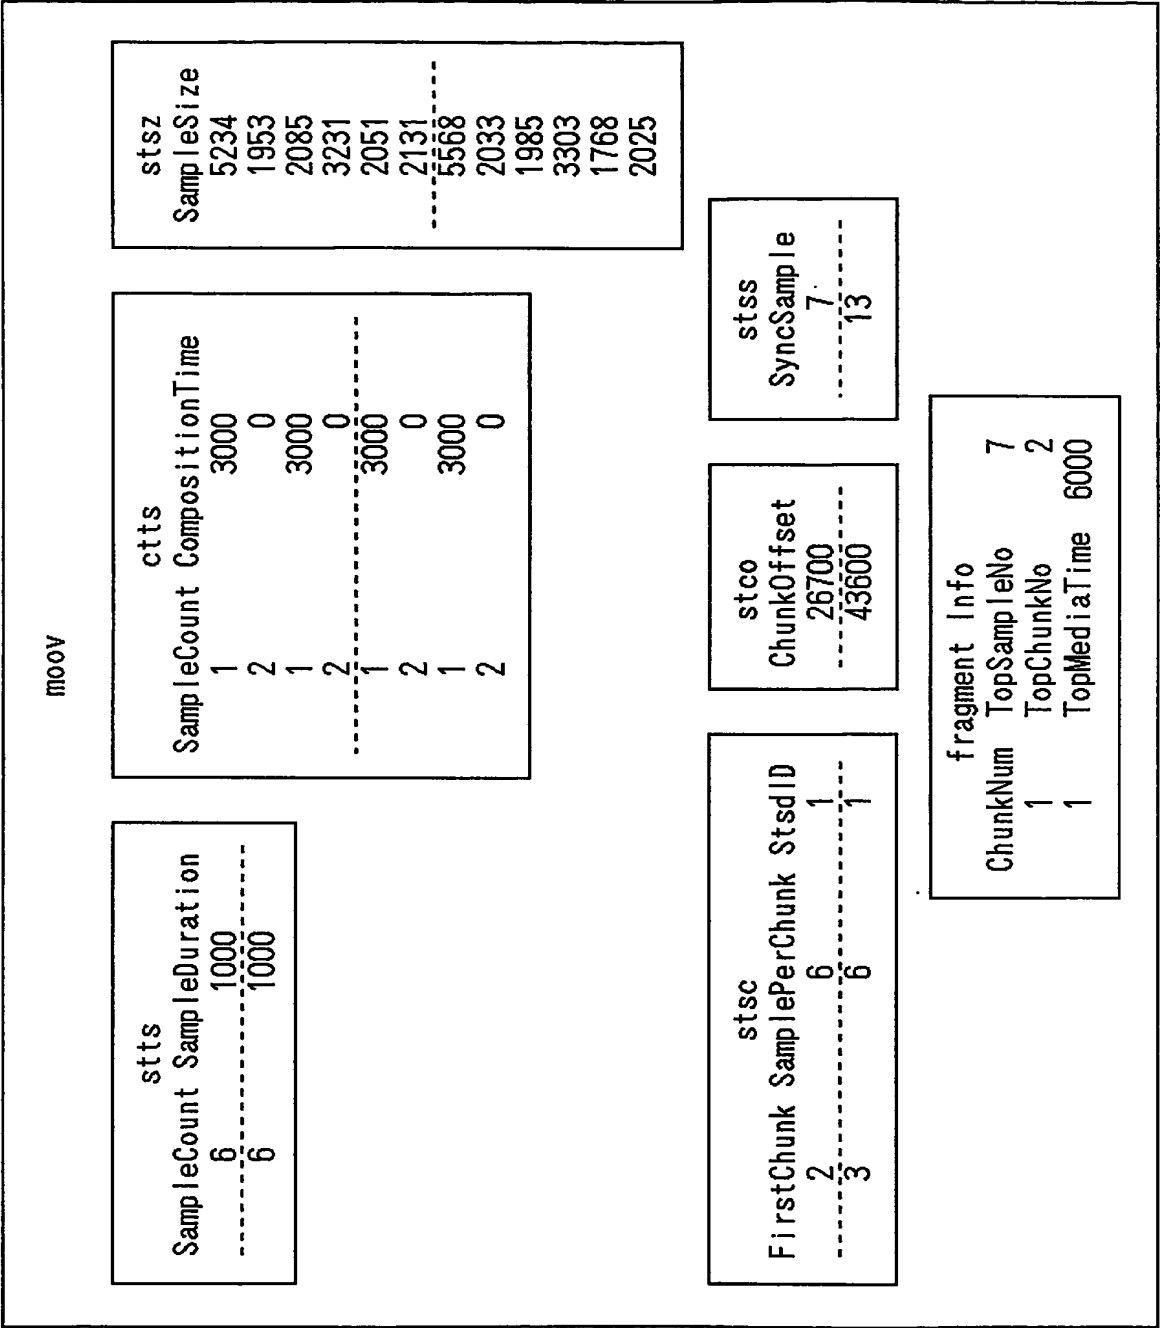 moov
stts
SampleCount SampleDuration
6 1000
6 1000
ctts
SampleCount CompositionTime
1 3000
2 0
1 3000
2 0
1 3000
2 0
1 3000
2 0
stsz
SampleSize
5234
1953
2085
3231
2051
2131
5568
2033
1985
3303
1768
2025
stsc
FirstChunk SamplePerChunk StsdID
2 6 1
3 6 1
stco
ChunkOffset
26700
43600
stss
SyncSample
7
13
fragment Info
ChunkNum TopSampleNo 7
1 TopChunkNo 2
1 TopMediaTime 6000